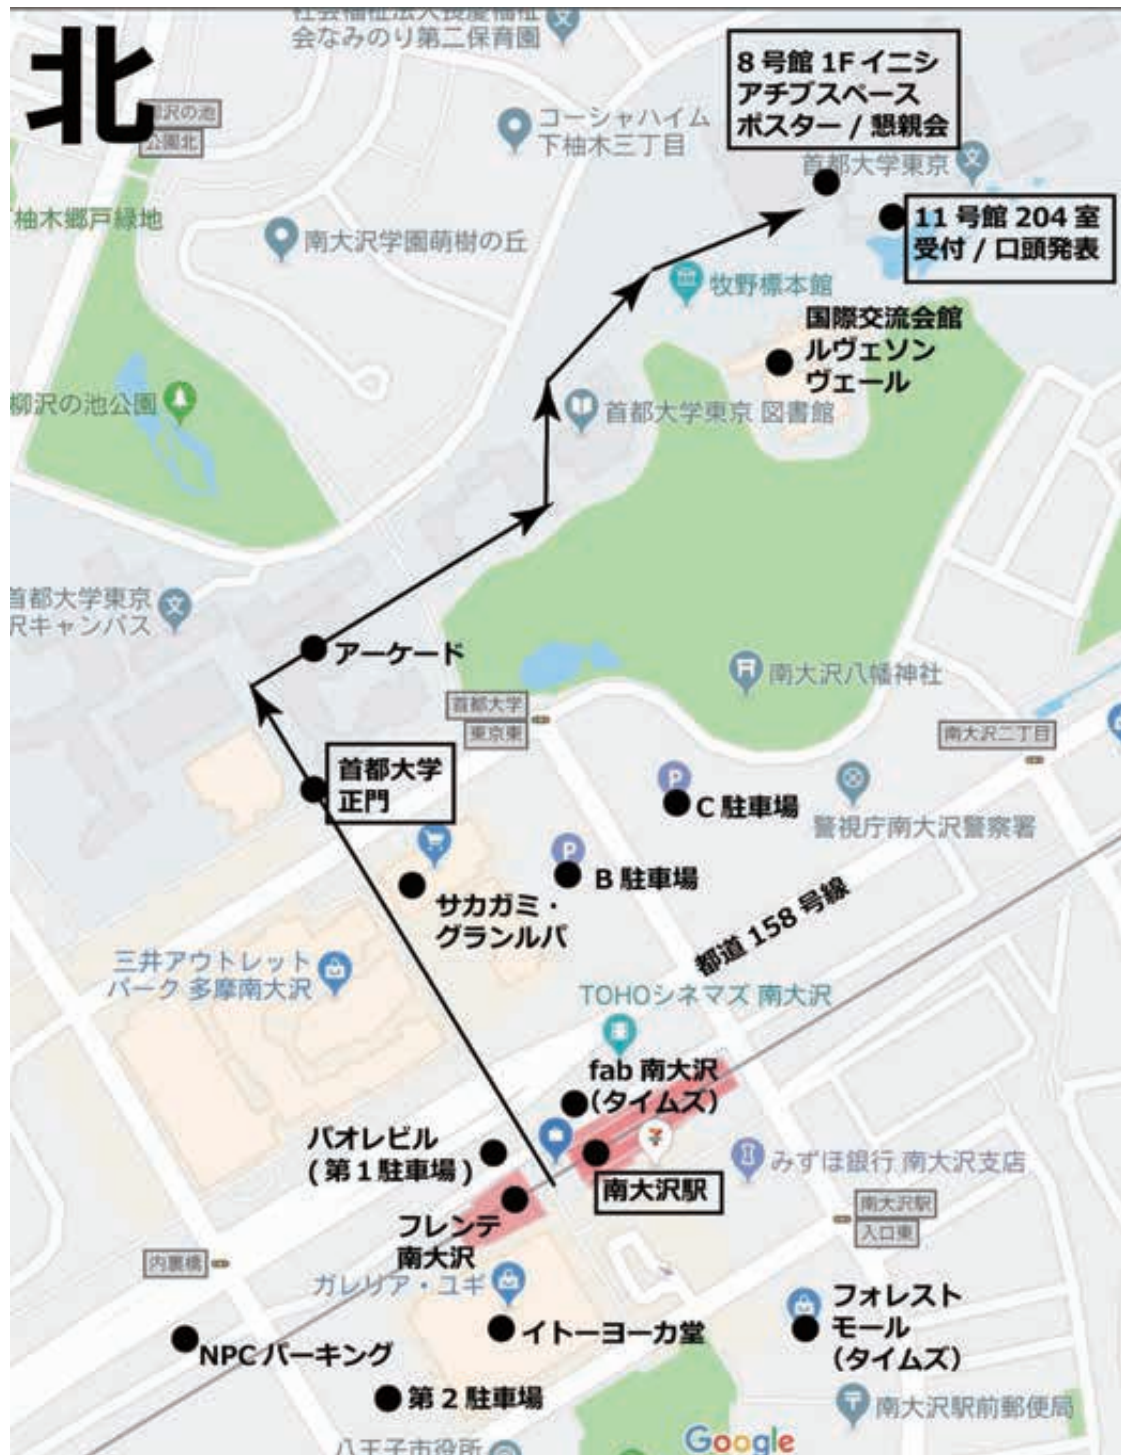 北
社会福祉法人長慶福祉
会なみのり第二保育園
柳沢の池
公園北
コーシャハイム
下柚木三丁目
8 号館 1F イニシ
アチブスペース
ポスター / 懇親会
首都大学東京
柚木郷戸緑地
南大沢学園萌樹の丘
11 号館 204 室
受付 / 口頭発表
牧野標本館
国際交流会館
ルヴェソン
ヴェール
柳沢の池公園
首都大学東京 図書館
首都大学東京
沢キャンパス
アーケード
南大沢八幡神社
首都大学
東京東
南大沢二丁目
首都大学
正門
C 駐車場
警視庁南大沢警察署
B 駐車場
サカガミ・
グランルパ
都道 158 号線
三井アウトレット
パーク 多摩南大沢
TOHOシネマズ 南大沢
fab 南大沢
(タイムズ)
パオレビル
( 第 1 駐車場 )
みずほ銀行 南大沢支店
南大沢駅
フレンテ
南大沢
南大沢駅
入口東
内裏橋
ガレリア・ユギ
フォレスト
モール
(タイムズ)
イトーヨーカ堂
NPC パーキング
第 2 駐車場
南大沢駅前郵便局
八王子市役所
Google